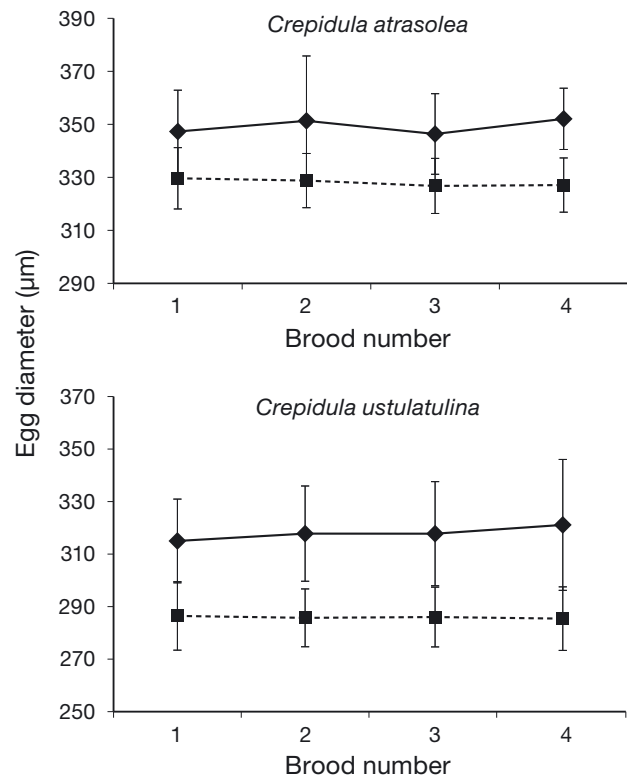 Crepidula atrasolea
390
370
350
330
310
290
1 2 3 4
Brood number
Egg diameter (µm)
Crepidula ustulatulina
370
350
330
310
290
270
250
1 2 3 4
Brood number